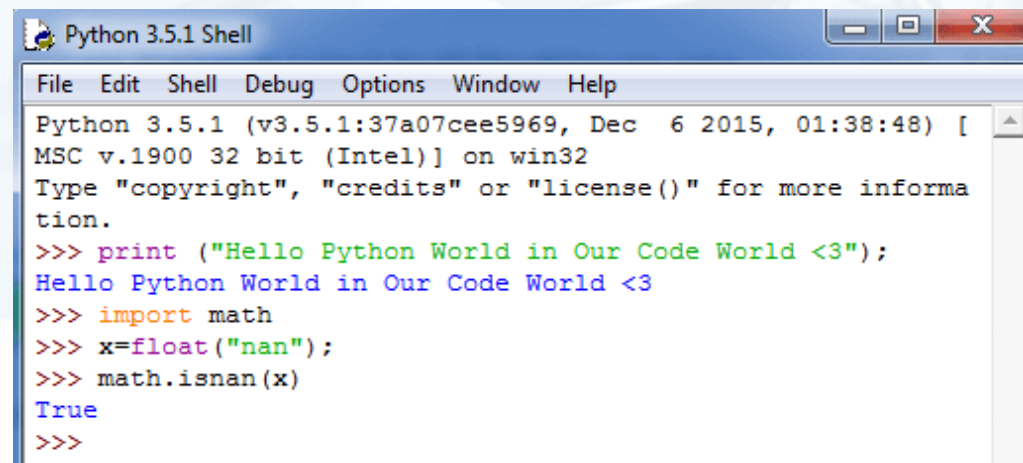 Python 3.5.1 Shell
File Edit Shell Debug Options Window Help
Python 3.5.1 (v3.5.1:37a07cee5969, Dec  6 2015, 01:38:48) [
MSC v.1900 32 bit (Intel)] on win32
Type "copyright", "credits" or "license()" for more informa
tion.
>>> print ("Hello Python World in Our Code World <3");
Hello Python World in Our Code World <3
>>> import math
>>> x=float("nan");
>>> math.isnan(x)
True
>>>